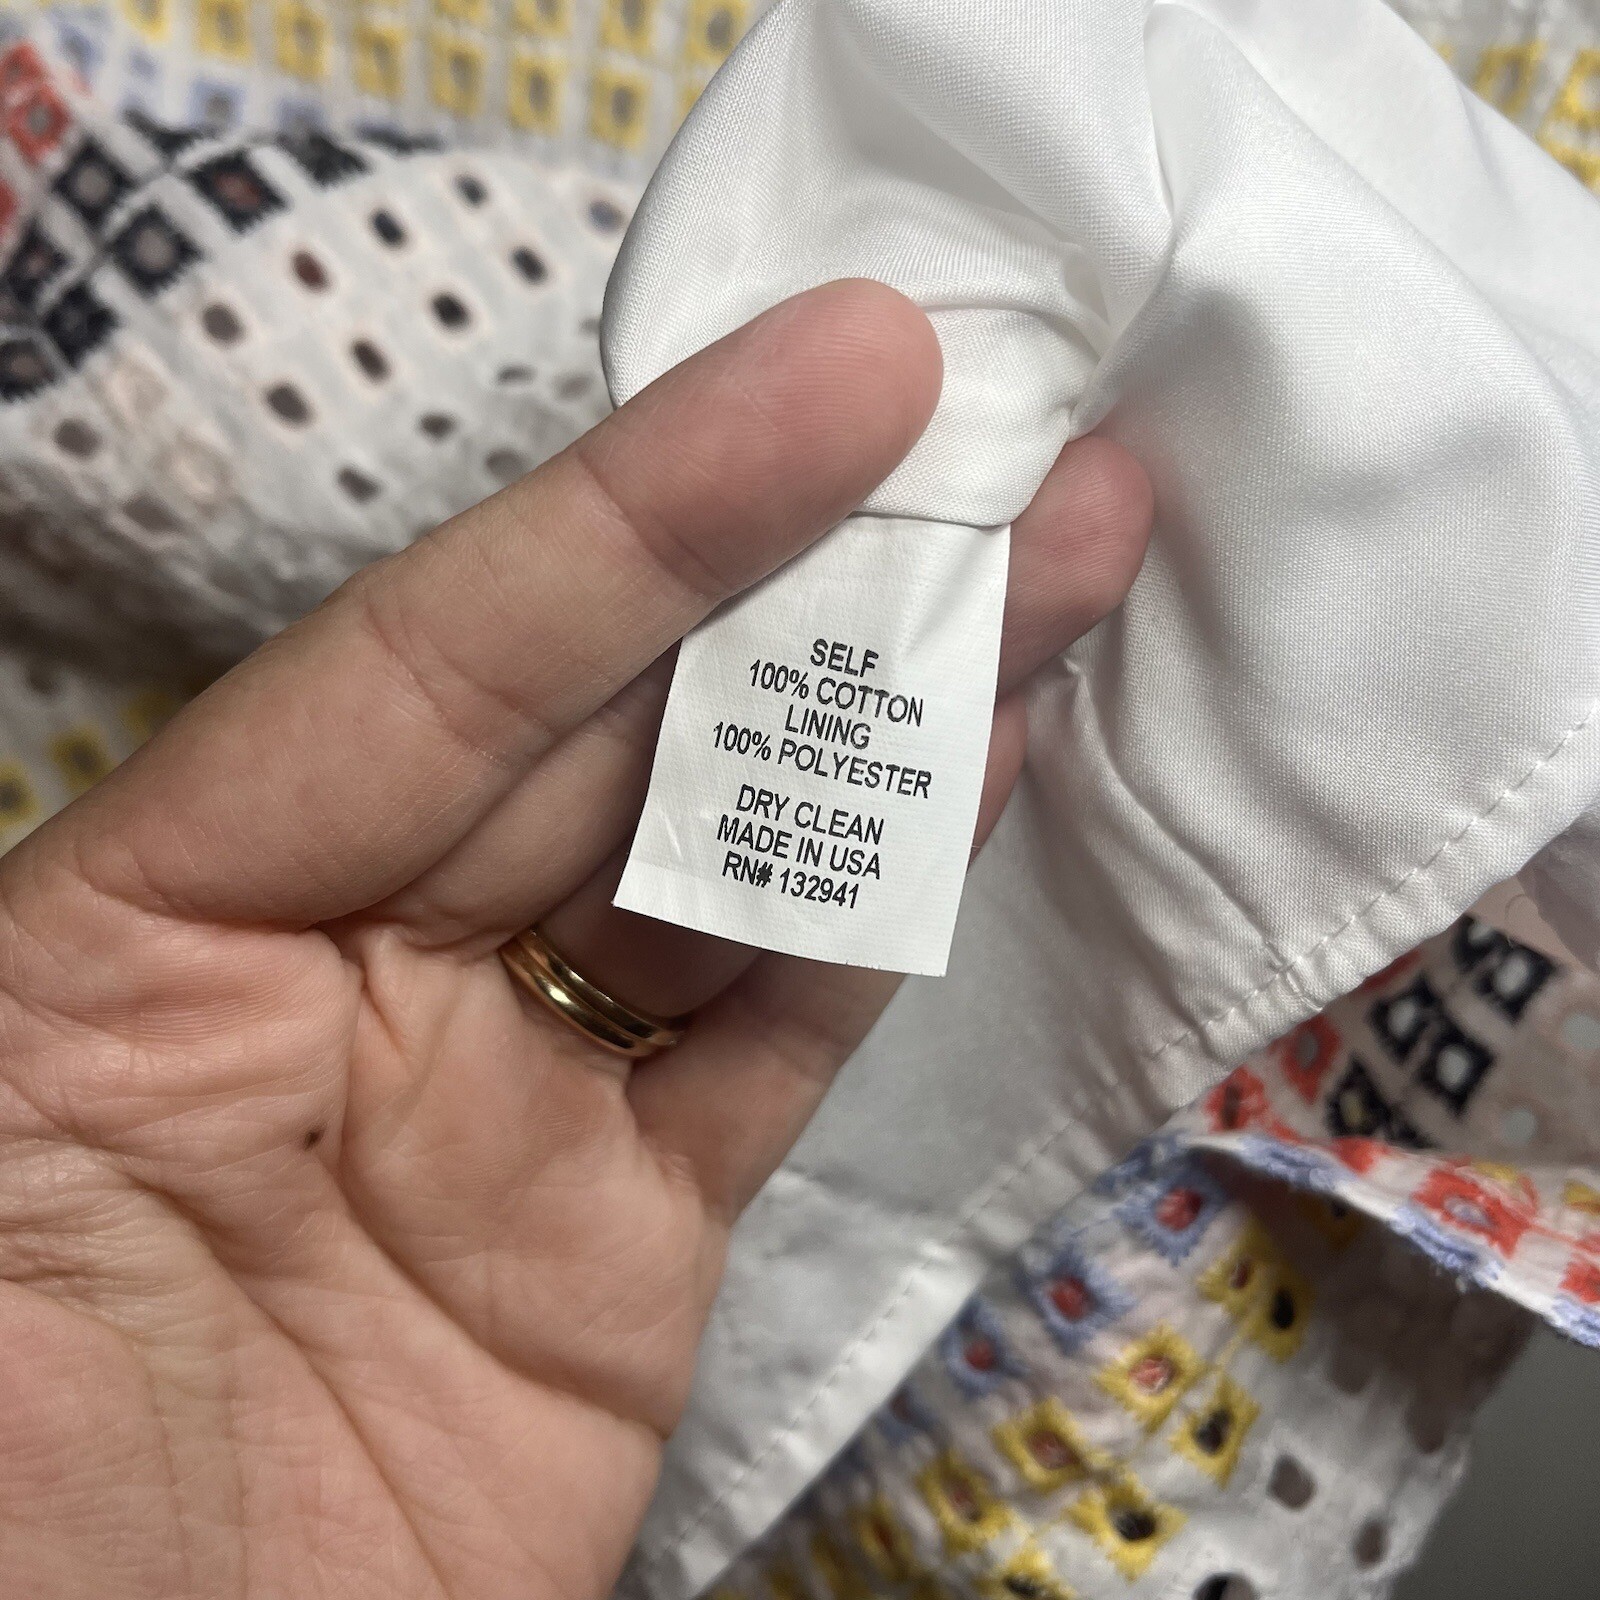 SELF
100% COTTON
LINING
100% POLYESTER
DRY CLEAN
MADE IN USA
RN# 132941